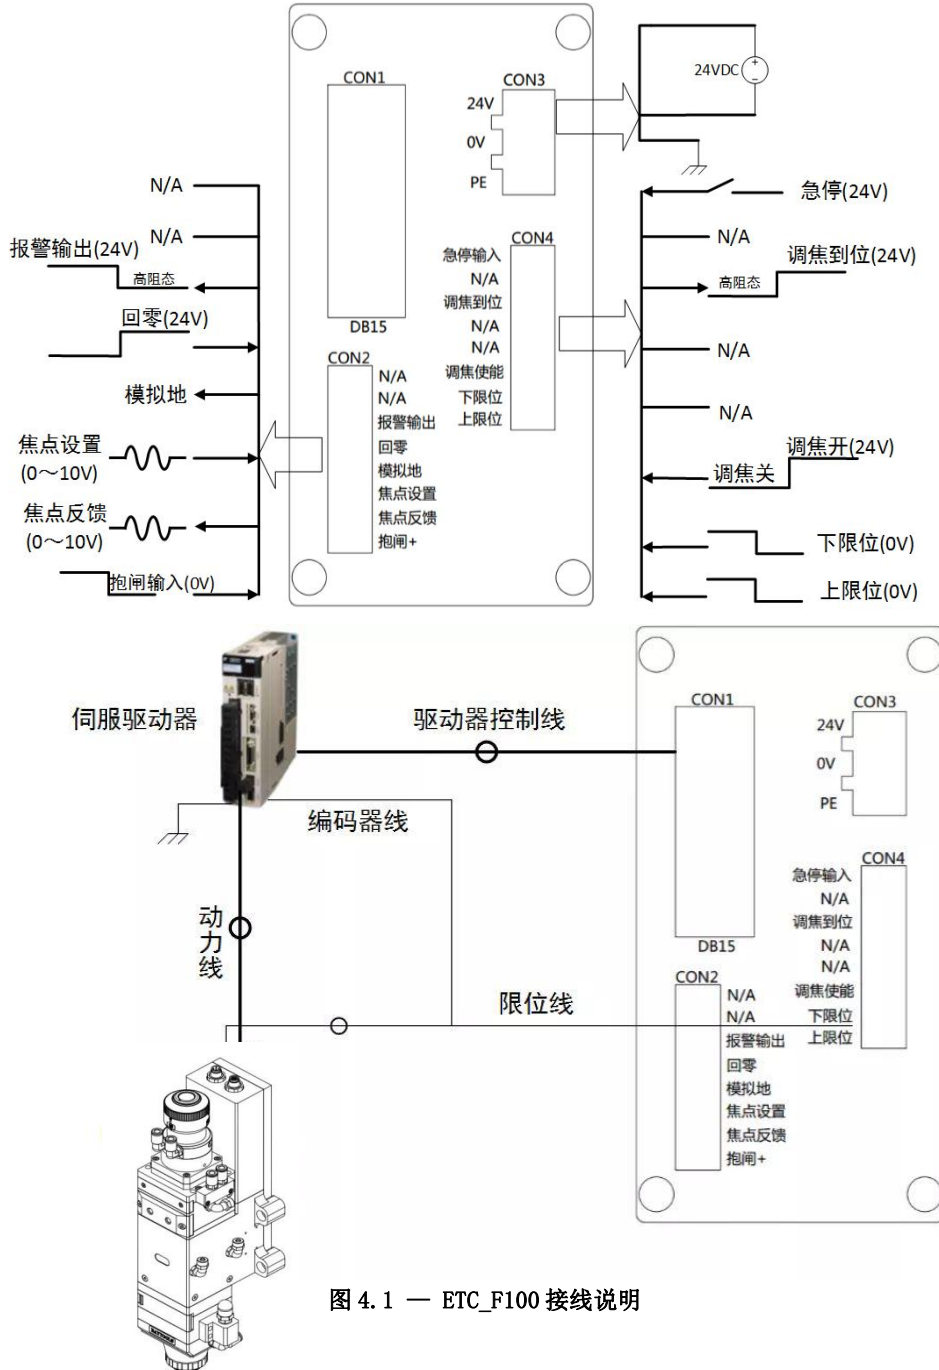 CON1
CON3
24V
0V
PE
24VDC
N/A
N/A
报警输出(24V)
高阻态
回零(24V)
模拟地
焦点设置
(0～10V)
焦点反馈
(0～10V)
抱闸输入(0V)
DB15
CON2
N/A
N/A
报警输出
回零
模拟地
焦点设置
焦点反馈
抱闸+
CON4
急停输入
N/A
调焦到位
N/A
N/A
调焦使能
下限位
上限位
急停(24V)
N/A
调焦到位(24V)
高阻态
N/A
N/A
调焦开(24V)
调焦关
下限位(0V)
上限位(0V)
伺服驱动器
驱动器控制线
编码器线
动力线
限位线
CON1
DB15
CON3
24V
0V
PE
CON4
急停输入
N/A
调焦到位
N/A
N/A
调焦使能
下限位
上限位
CON2
N/A
N/A
报警输出
回零
模拟地
焦点设置
焦点反馈
抱闸+
图 4.1 — ETC_F100 接线说明